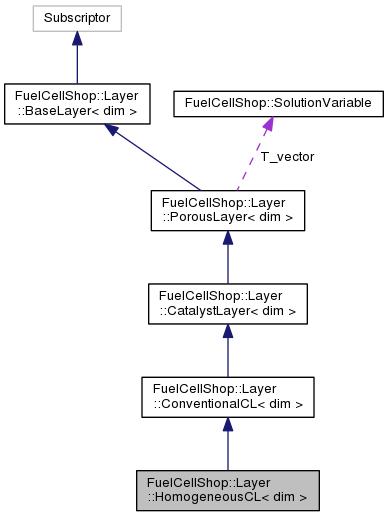 Subscriptor
FuelCellShop::Layer
::BaseLayer< dim >
FuelCellShop::SolutionVariable
T_vector
FuelCellShop::Layer
::PorousLayer< dim >
FuelCellShop::Layer
::CatalystLayer< dim >
FuelCellShop::Layer
::ConventionalCL< dim >
FuelCellShop::Layer
::HomogeneousCL< dim >